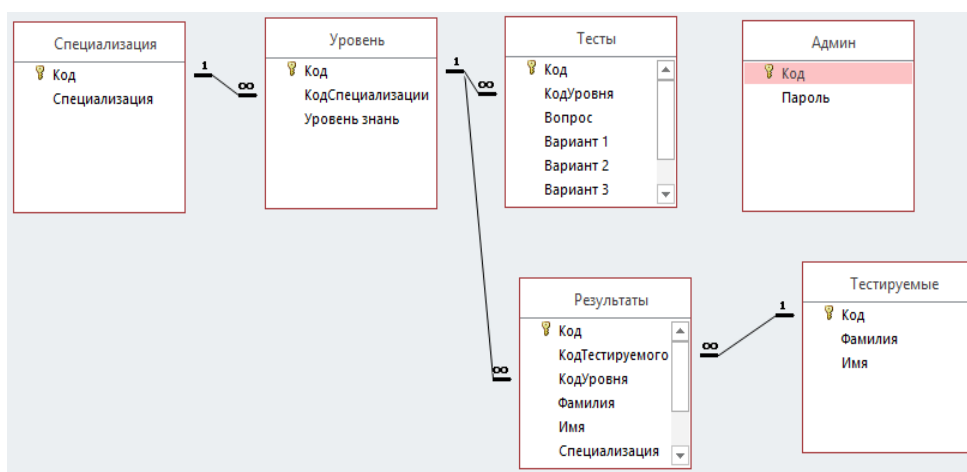 Специализация
Код
Специализация
1
∞
Уровень
Код
КодСпециализации
Уровень знань
1
∞
∞
Тесты
Код
КодУровня
Вопрос
Вариант 1
Вариант 2
Вариант 3
Админ
Код
Пароль
Результаты
Код
КодТестируемого
КодУровня
Фамилия
Имя
Специализация
∞
1
Тестируемые
Код
Фамилия
Имя